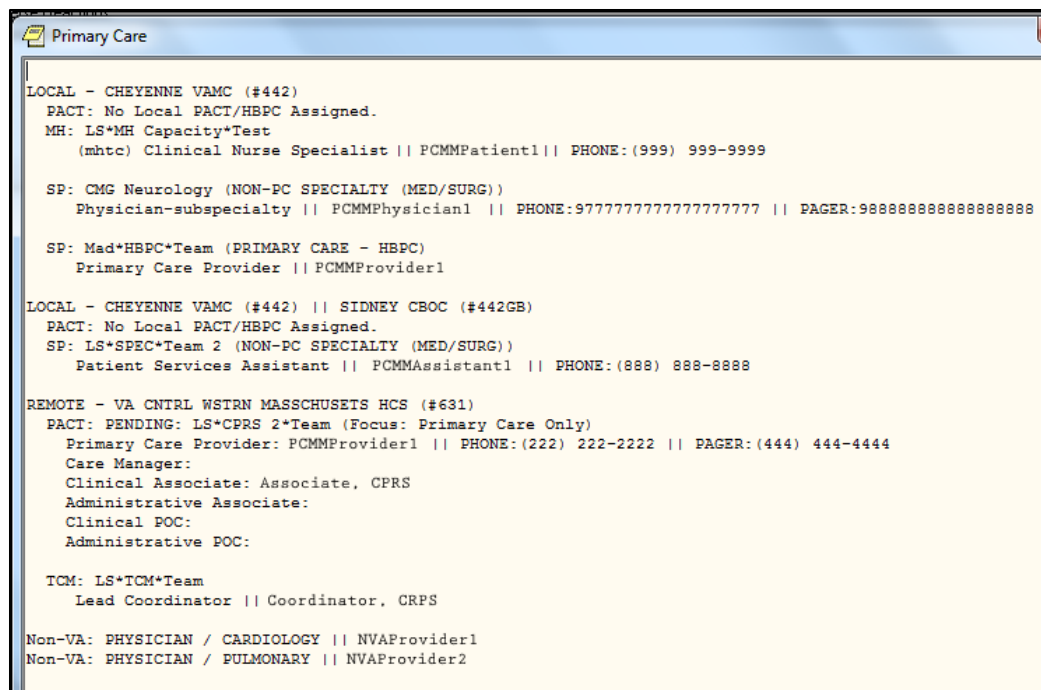 Primary Care
LOCAL - CHEYENNE VAMC (#442)
PACT: No Local PACT/HBPC Assigned.
MH: LS*MH Capacity*Test
(mhtc) Clinical Nurse Specialist || PCMMPatient1 || PHONE:(999) 999-9999
SP: CMG Neurology (NON-PC SPECIALTY (MED/SURG))
Physician-subspecialty || PCMMPhysician1 || PHONE:9777777777777777777 || PAGER:988888888888888888
SP: Mad*HBPC*Team (PRIMARY CARE - HBPC)
Primary Care Provider || PCMMProvider1
LOCAL - CHEYENNE VAMC (#442) || SIDNEY CBOC (#442GB)
PACT: No Local PACT/HBPC Assigned.
SP: LS*SPEC*Team 2 (NON-PC SPECIALTY (MED/SURG))
Patient Services Assistant || PCMMAssistant1 || PHONE:(888) 888-8888
REMOTE - VA CNTRL WSTRN MASSCHUSETS HCS (#631)
PACT: PENDING: LS*CPRS 2*Team (Focus: Primary Care Only)
Primary Care Provider: PCMMProvider1 || PHONE:(222) 222-2222 || PAGER:(444) 444-4444
Care Manager:
Clinical Associate: Associate, CPRS
Administrative Associate:
Clinical POC:
Administrative POC:
TCM: LS*TCM*Team
Lead Coordinator || Coordinator, CRPS
Non-VA: PHYSICIAN / CARDIOLOGY || NVAProvider1
Non-VA: PHYSICIAN / PULMONARY || NVAProvider2